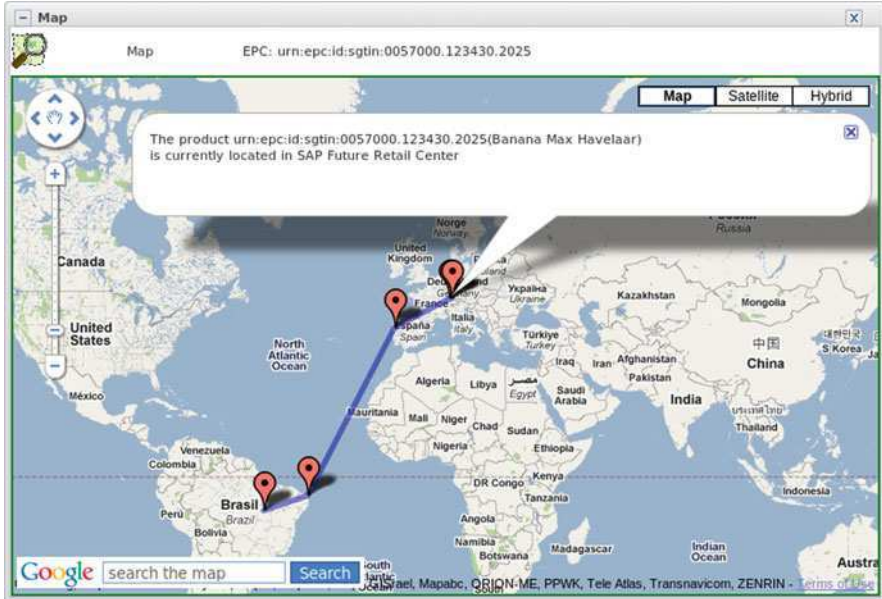 Map
Map EPC: urn:epc:id:sgtin:0057000.123430.2025
Map Satellite Hybrid
The product urn:epc:id:sgtin:0057000.123430.2025(Banana Max Havelaar)
is currently located in SAP Future Retail Center
Norge
Norway
Russia
United
Kingdom
Canada
Germany
France
Україна
Ukraine
Kazakhstan
Mongolia
United
States
España
Spain
Italia
Italy
Türkiye
Turkey
North
Atlantic
Ocean
中国
China
S Korea
Iraq
Iran
Afghanistan
Pakistan
México
Algeria
Libya
مصر
Egypt
Saudi
Arabia
India
Mauritania
Mali
Niger
Chad
Sudan
Thailand
Nigeria
Ethiopia
Venezuela
Colombia
DR Congo
Kenya
Tanzania
Indonesia
Brasil
Brazil
Perú
Bolivia
Angola
Namibia
Botswana
Madagascar
Indian
Ocean
Austra
Google search the map Search
GISrael, Mapabc, ORION-ME, PPWK, Tele Atlas, Transnavicom, ZENRIN - Terms of Use
South